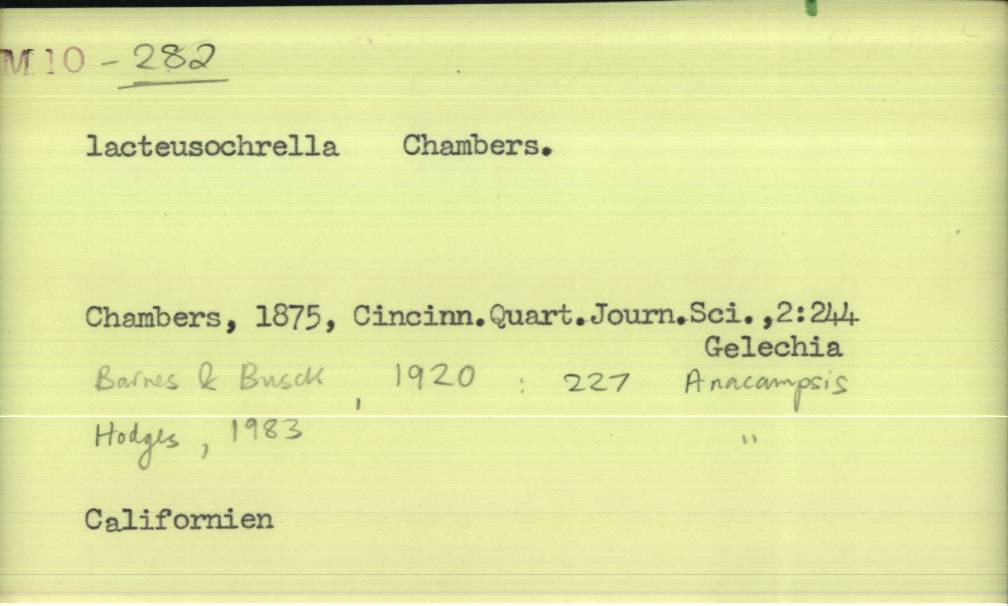 M 10 - 282
lacteusochrella Chambers.
Chambers, 1875, Cincinn.Quart.Journ.Sci.,2:244
Gelechia
Barnes & Busck, 1920 : 227 Anacampsis
Hodges, 1983 "
Californien